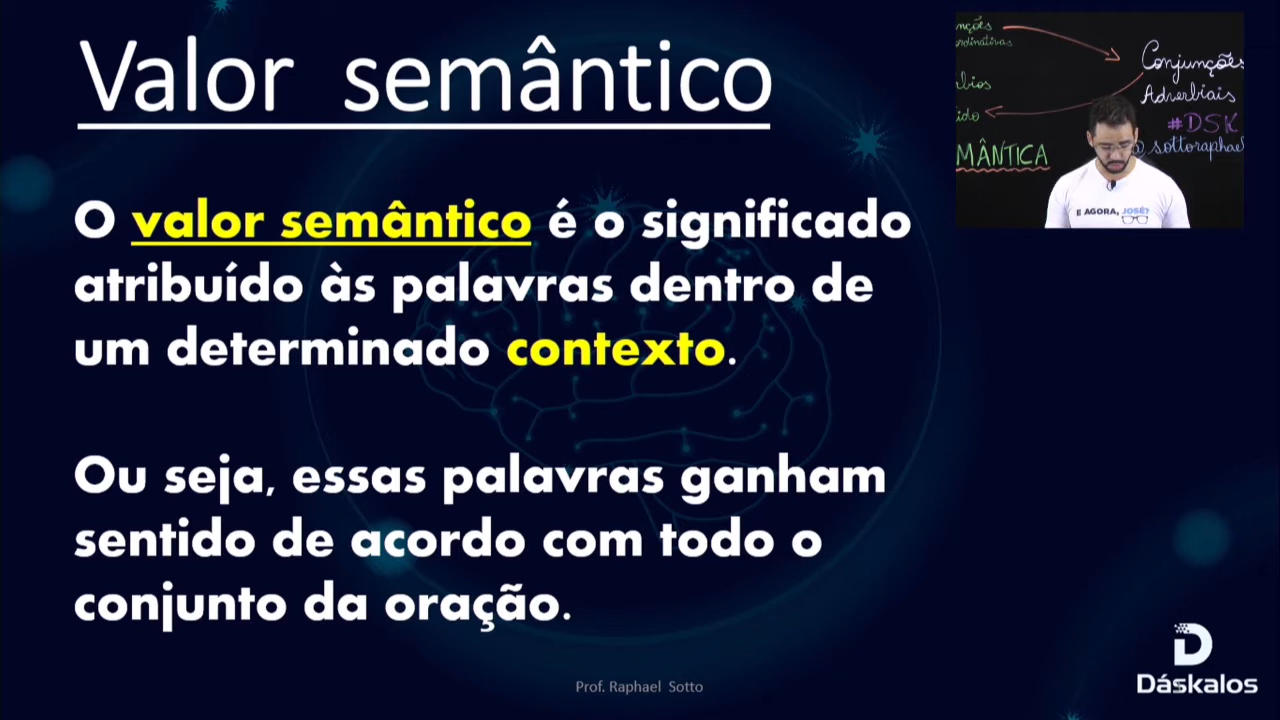 Valor semântico
O valor semântico é o significado
atribuído às palavras dentro de
um determinado contexto.
Ou seja, essas palavras ganham
sentido de acordo com todo o
conjunto da oração.
Prof. Raphael Sotto
Conjunções
Adverbiais
#DSK
@sottoraphael
MÂNTICA
E AGORA, JOSÉ?
Dáskalos